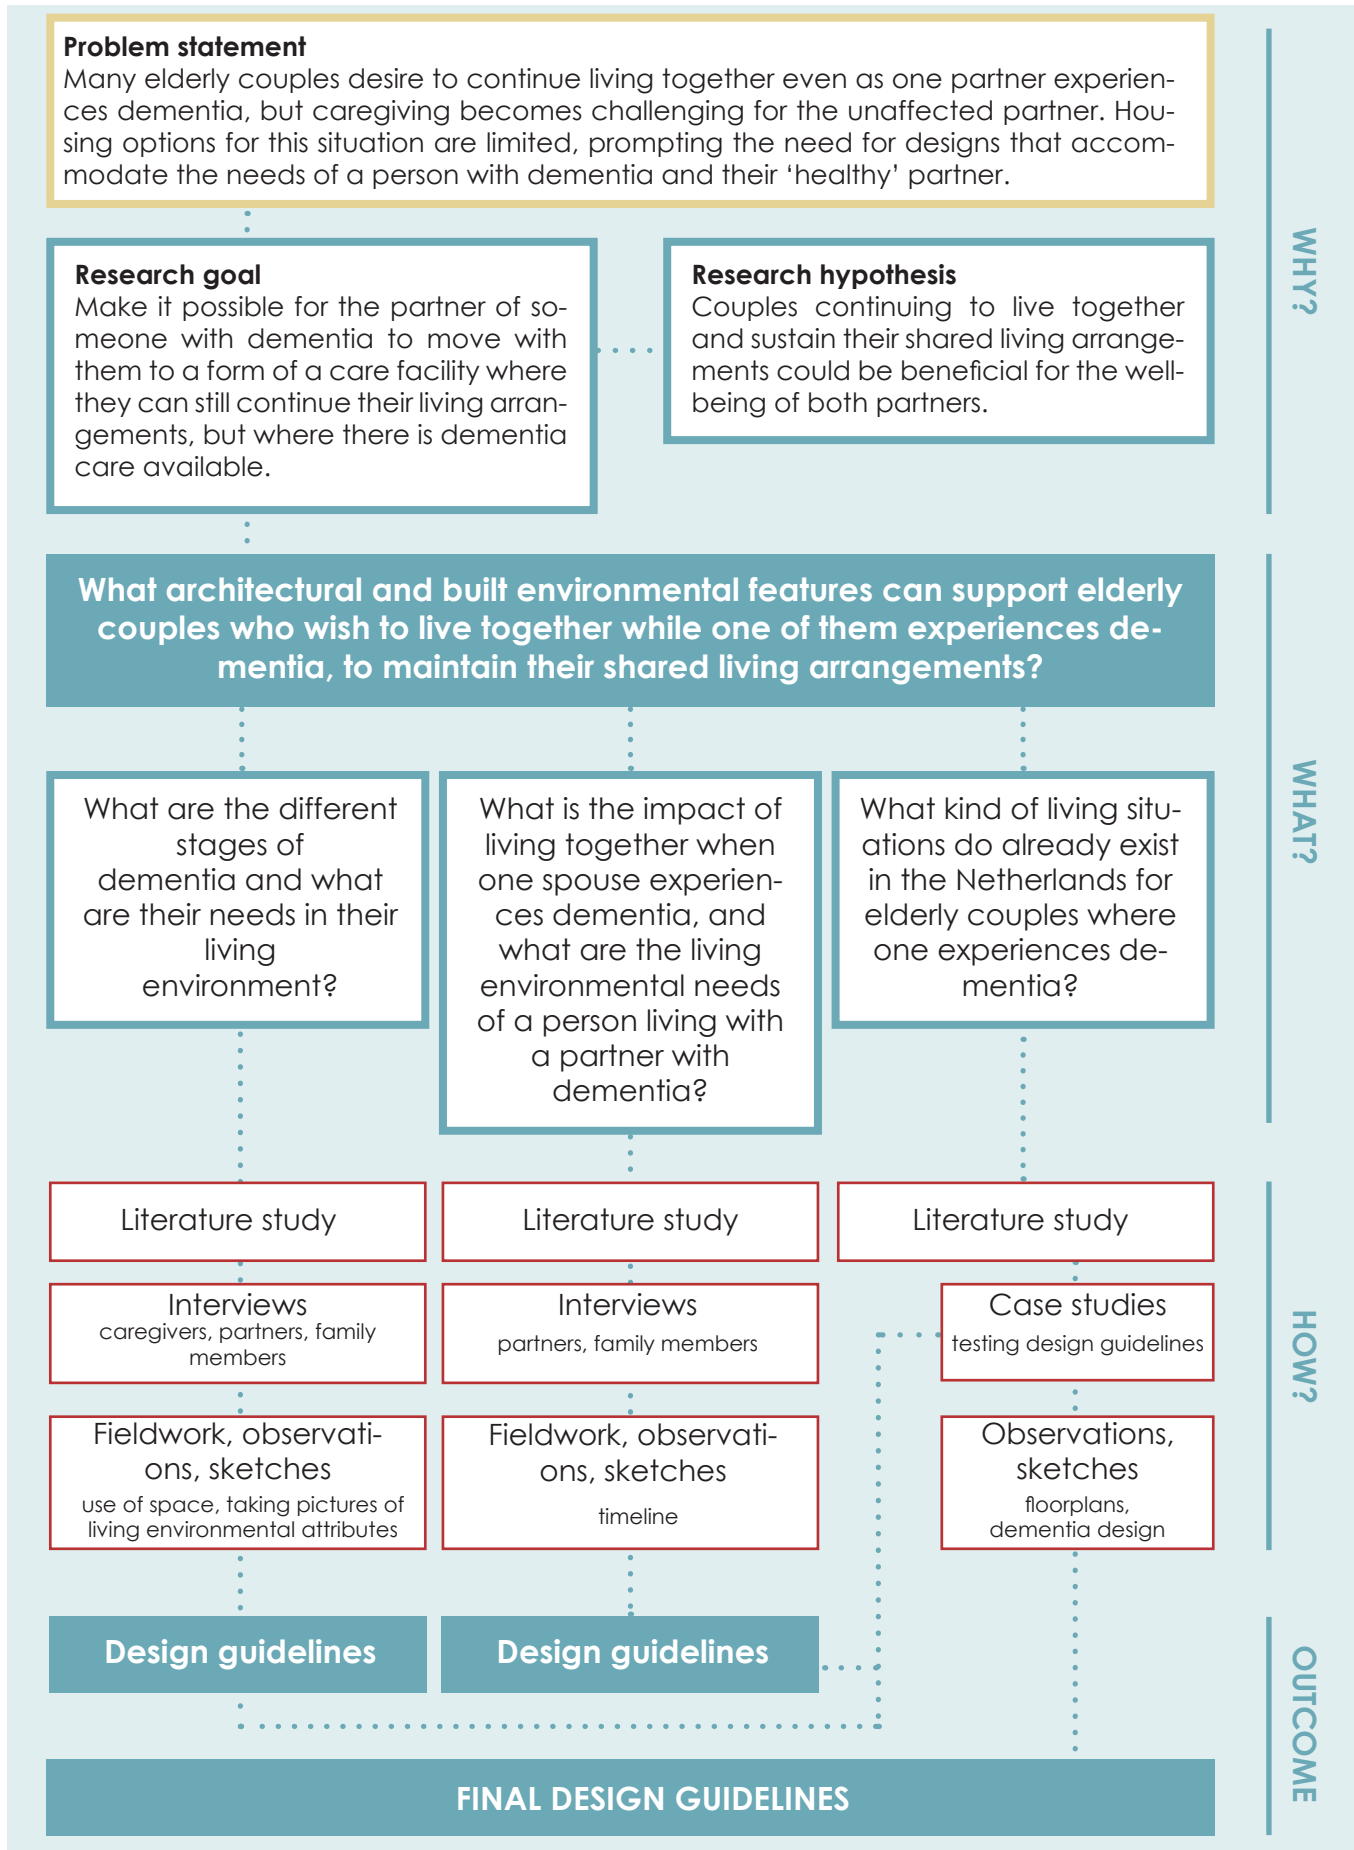 Problem statement
Many elderly couples desire to continue living together even as one partner experien-
ces dementia, but caregiving becomes challenging for the unaffected partner. Hou-
sing options for this situation are limited, prompting the need for designs that accom-
modate the needs of a person with dementia and their ‘healthy’ partner.
Research goal
Make it possible for the partner of so-
meone with dementia to move with
them to a form of a care facility where
they can still continue their living arran-
gements, but where there is dementia
care available.
Research hypothesis
Couples continuing to live together
and sustain their shared living arrange-
ments could be beneficial for the well-
being of both partners.
WHY?
What architectural and built environmental features can support elderly
couples who wish to live together while one of them experiences de-
mentia, to maintain their shared living arrangements?
What are the different
stages of
dementia and what
are their needs in their
living
environment?
What is the impact of
living together when
one spouse experien-
ces dementia, and
what are the living
environmental needs
of a person living with
a partner with
dementia?
What kind of living situ-
ations do already exist
in the Netherlands for
elderly couples where
one experiences de-
mentia?
WHAT?
Literature study
Literature study
Literature study
Interviews
caregivers, partners, family
members
Interviews
partners, family members
Case studies
testing design guidelines
Fieldwork, observati-
ons, sketches
use of space, taking pictures of
living environmental attributes
Fieldwork, observati-
ons, sketches
timeline
Observations,
sketches
floorplans,
dementia design
HOW?
Design guidelines
Design guidelines
FINAL DESIGN GUIDELINES
OUTCOME